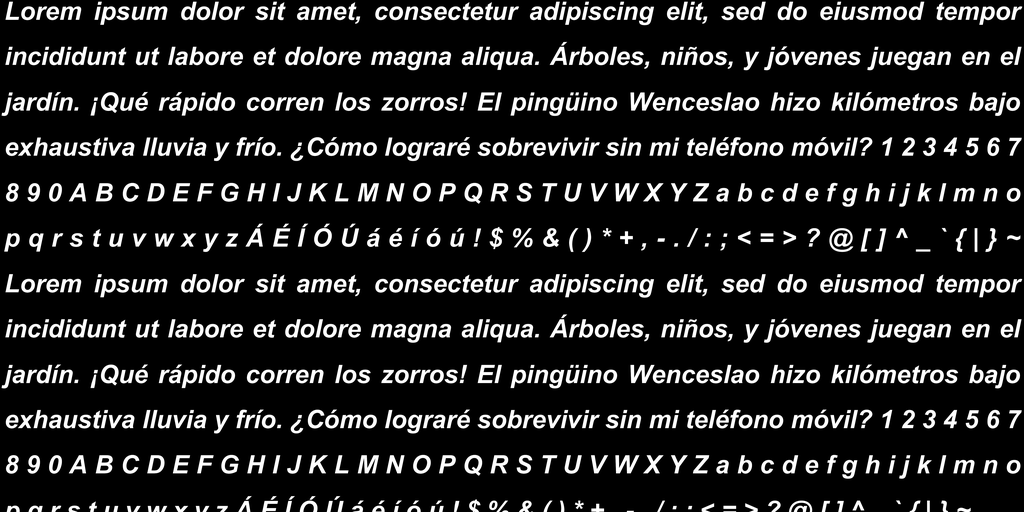 Lorem ipsum dolor sit amet, consectetur adipiscing elit, sed do eiusmod tempor
incididunt ut labore et dolore magna aliqua. Árboles, niños, y jóvenes juegan en el
jardín. ¡Qué rápido corren los zorros! El pingüino Wenceslao hizo kilómetros bajo
exhaustiva lluvia y frío. ¿Cómo lograré sobrevivir sin mi teléfono móvil? 1 2 3 4 5 6 7
8 9 0 A B C D E F G H I J K L M N O P Q R S T U V W X Y Z a b c d e f g h i j k l m n o
p q r s t u v w x y z Á É Í Ó Ú á é í ó ú ! $ % & ( ) * + , - . / : ; < = > ? @ [ ] ^ _ ` { | } ~
Lorem ipsum dolor sit amet, consectetur adipiscing elit, sed do eiusmod tempor
incididunt ut labore et dolore magna aliqua. Árboles, niños, y jóvenes juegan en el
jardín. ¡Qué rápido corren los zorros! El pingüino Wenceslao hizo kilómetros bajo
exhaustiva lluvia y frío. ¿Cómo lograré sobrevivir sin mi teléfono móvil? 1 2 3 4 5 6 7
8 9 0 A B C D E F G H I J K L M N O P Q R S T U V W X Y Z a b c d e f g h i j k l m n o